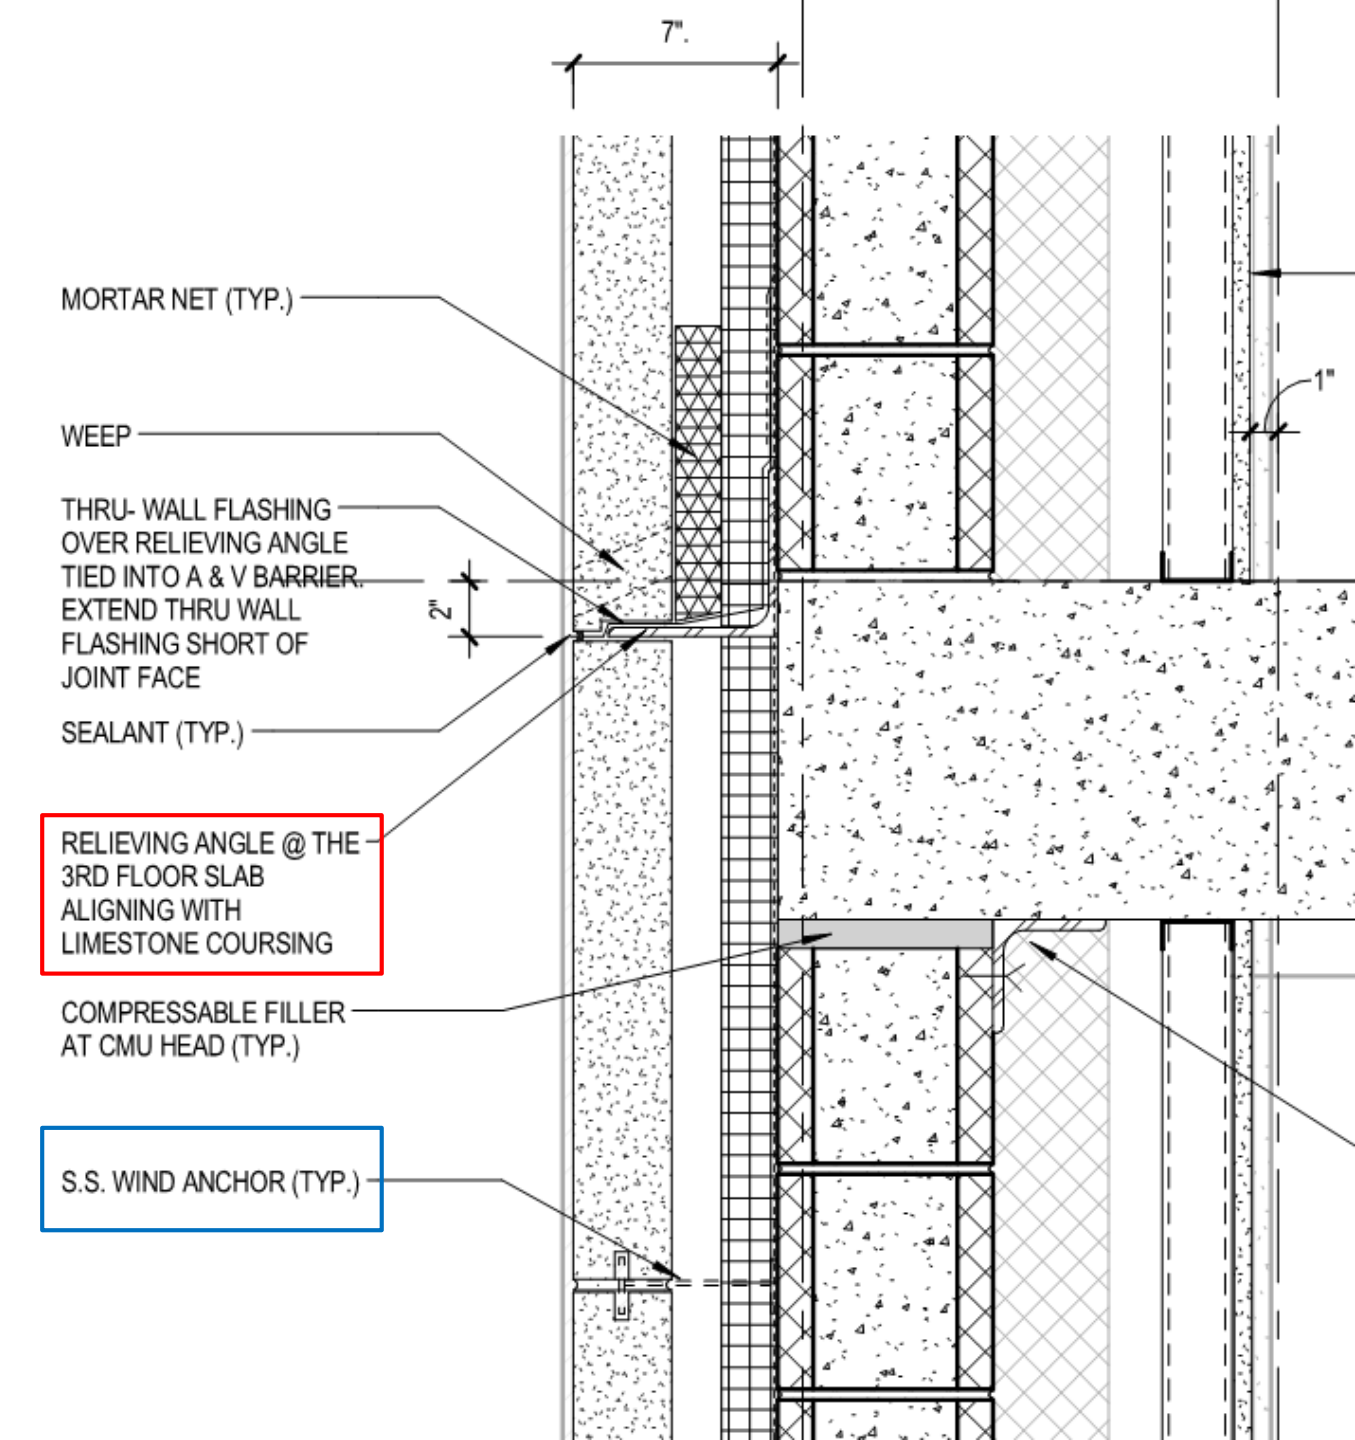 7".
MORTAR NET (TYP.)
1"
WEEP
THRU- WALL FLASHING
OVER RELIEVING ANGLE
TIED INTO A & V BARRIER.
EXTEND THRU WALL
FLASHING SHORT OF
JOINT FACE
2"
SEALANT (TYP.)
RELIEVING ANGLE @ THE
3RD FLOOR SLAB
ALIGNING WITH
LIMESTONE COURSING
COMPRESSABLE FILLER
AT CMU HEAD (TYP.)
S.S. WIND ANCHOR (TYP.)